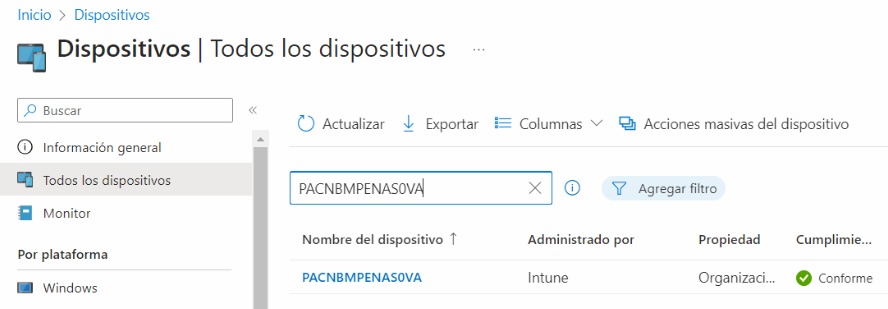 Inicio > Dispositivos
Dispositivos | Todos los dispositivos ...
Buscar «
Información general
Todos los dispositivos
Monitor
Por plataforma
Windows
Actualizar Exportar Columnas Acciones masivas del dispositivo
PACNBMPENAS0VA Agregar filtro
Nombre del dispositivo ↑ Administrado por Propiedad Cumplimie...
PACNBMPENAS0VA Intune Organizaci... Conforme